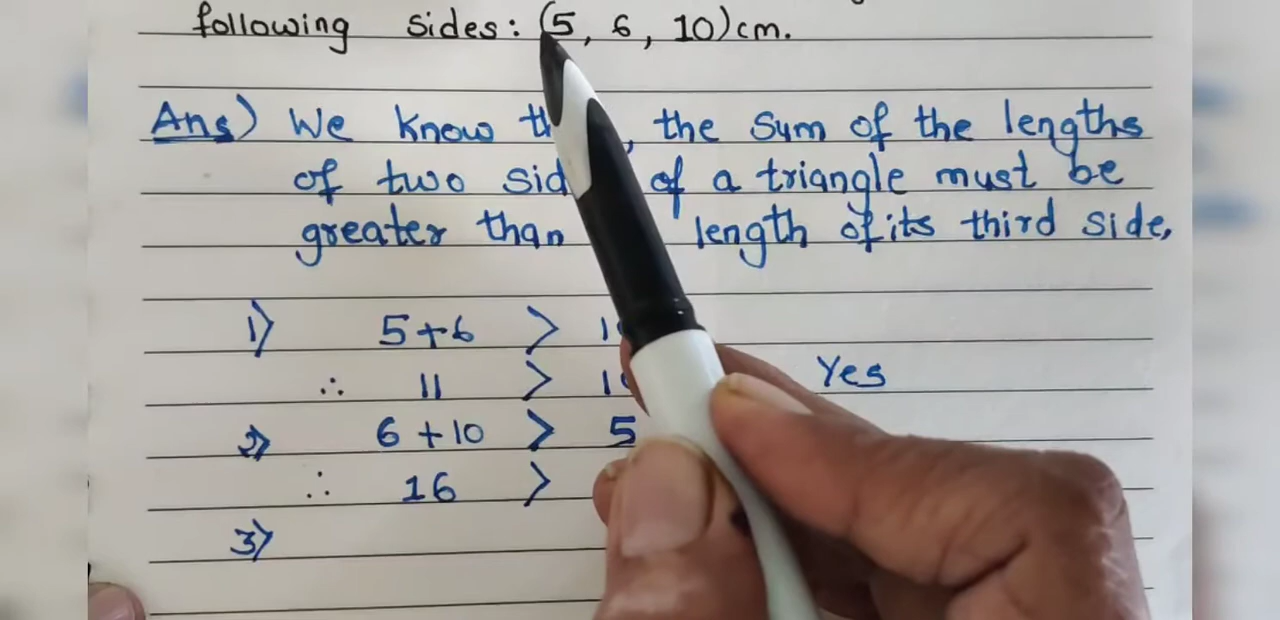 following sides: (5, 6, 10) cm.
Ans) We know the sum of the lengths
of two of a triangle must be
greater than length of its third side,
1) 5+6 >
∴ 11 > Yes
2) 6 + 10 > 5
∴ 16 >
3)